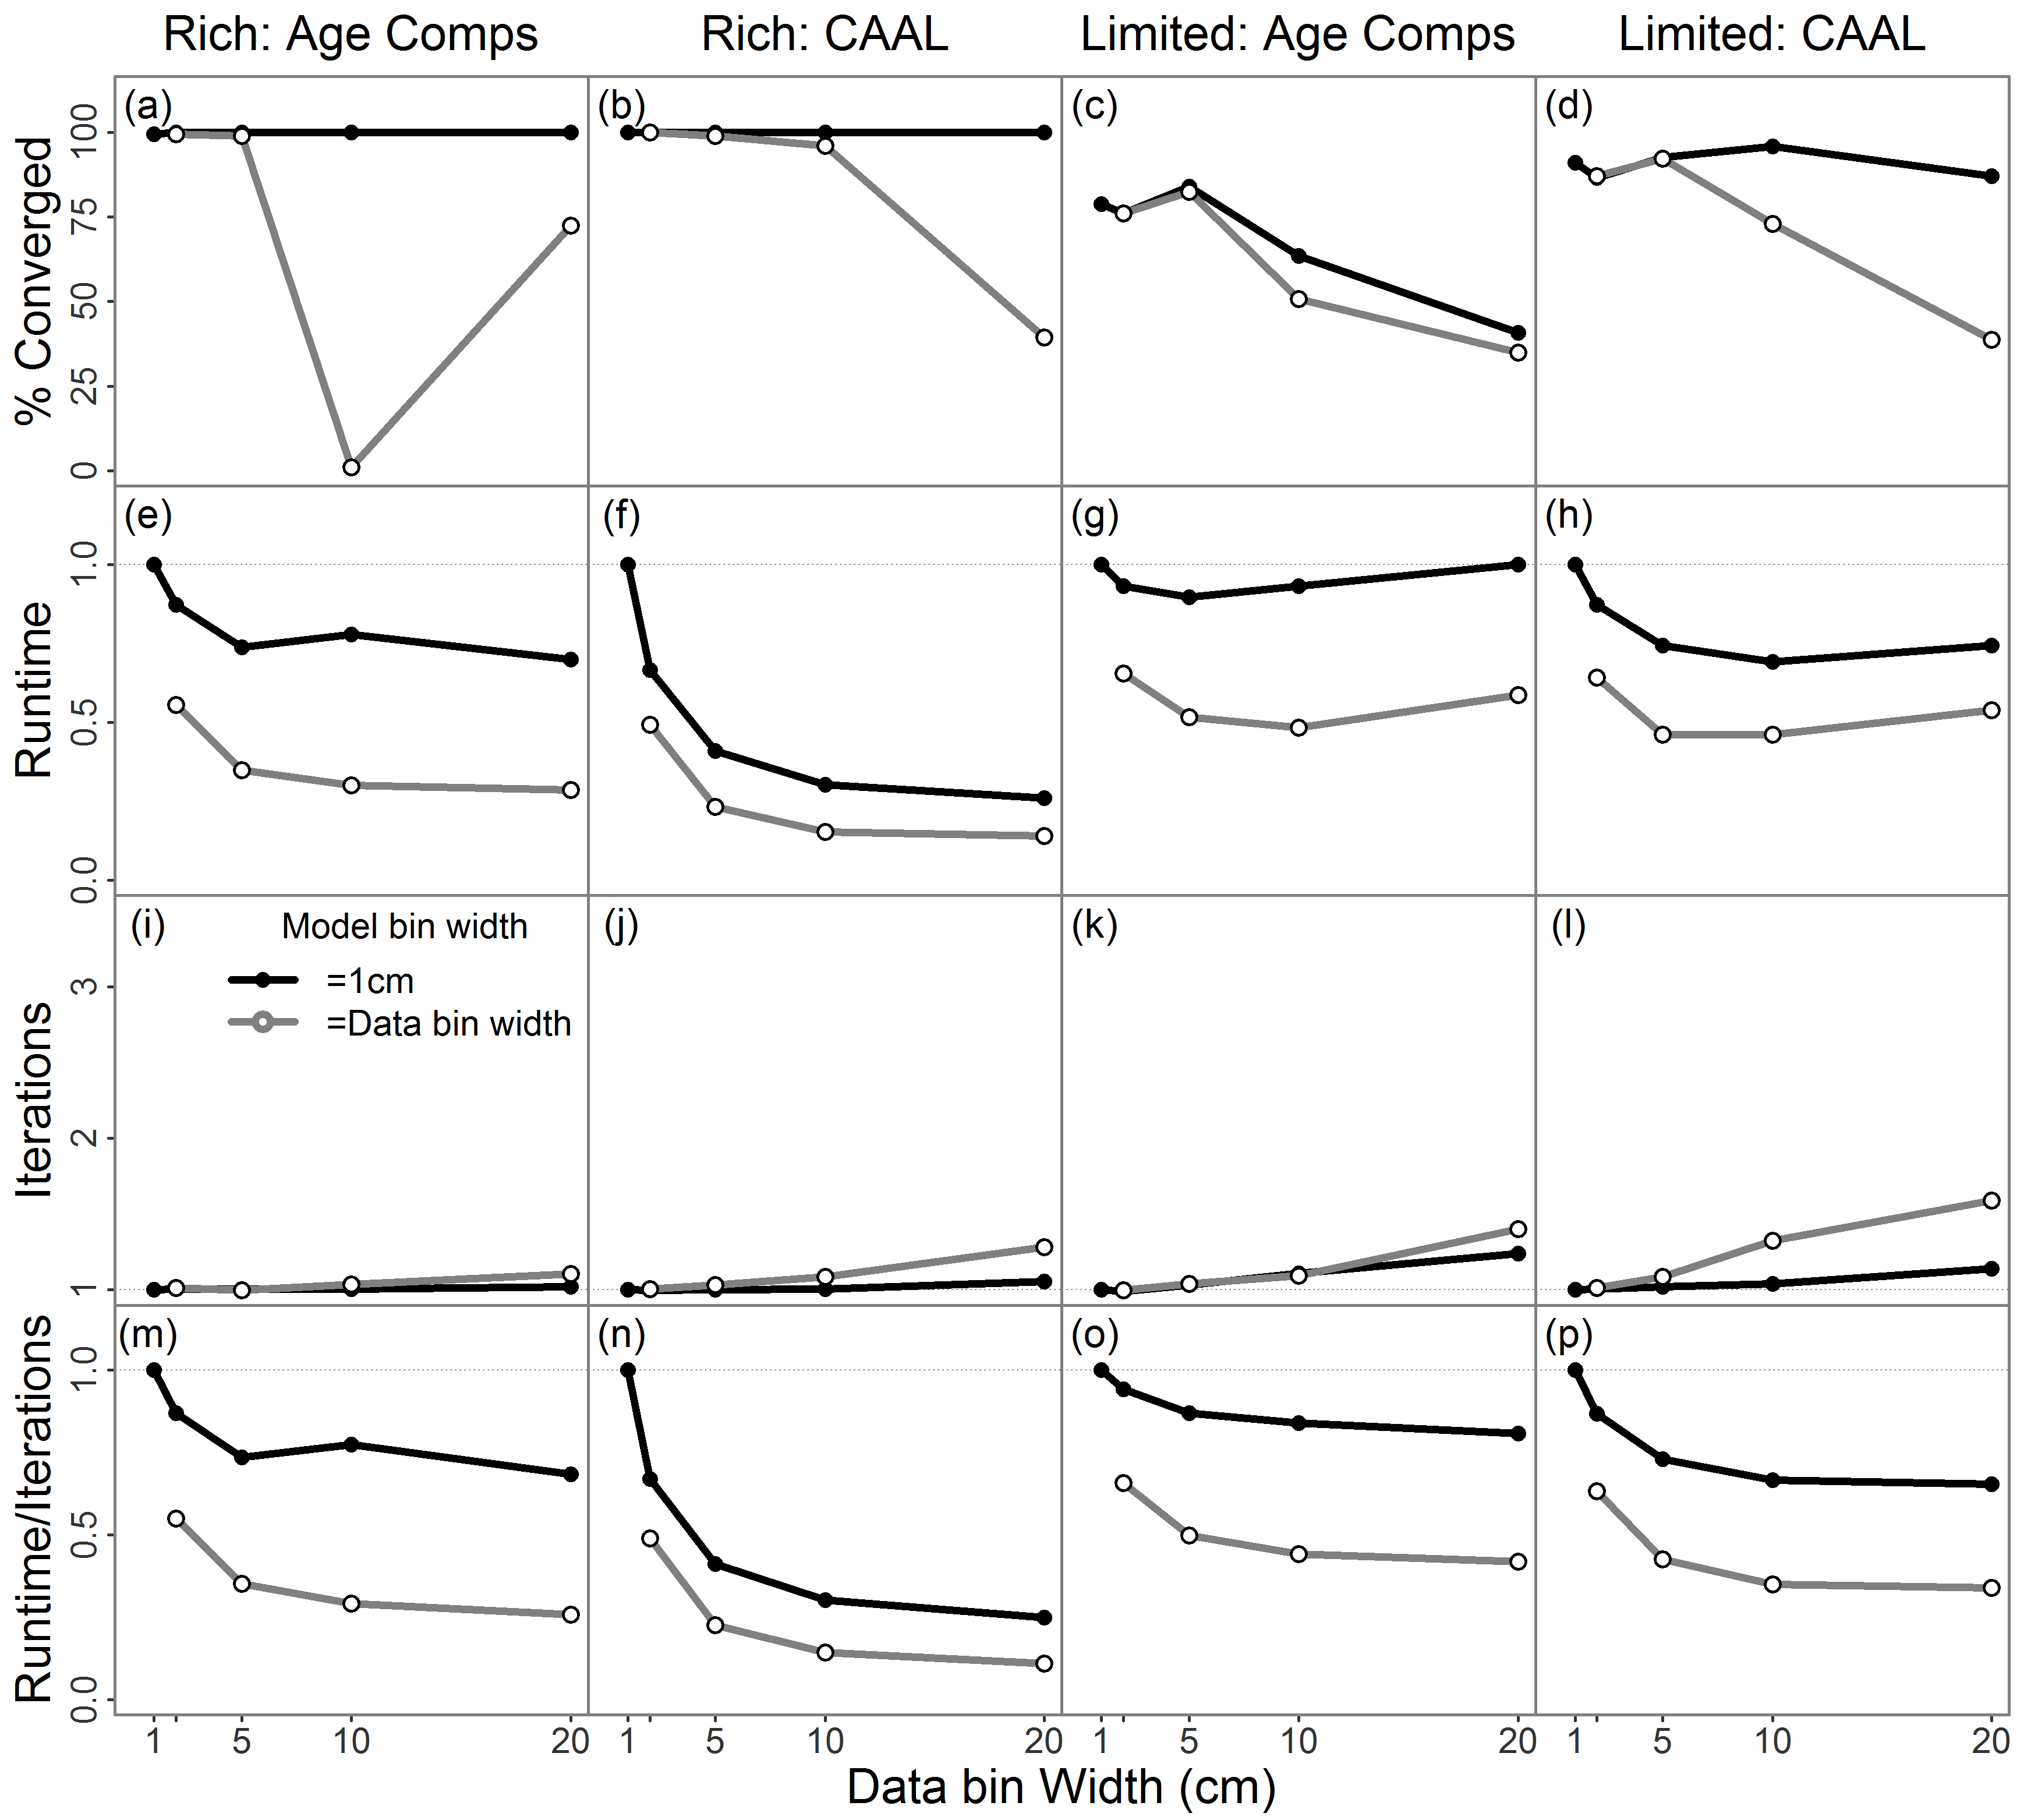 Rich: Age Comps
Rich: CAAL
Limited: Age Comps
Limited: CAAL
% Converged
100
75
50
25
0
(a)
(b)
(c)
(d)
Runtime
1.0
0.5
0.0
(e)
(f)
(g)
(h)
Iterations
3
2
1
(i)
Model bin width
=1cm
=Data bin width
(j)
(k)
(l)
Runtime/Iterations
1.0
0.5
0.0
(m)
(n)
(o)
(p)
1 5 10 20
1 5 10 20
1 5 10 20
1 5 10 20
Data bin Width (cm)